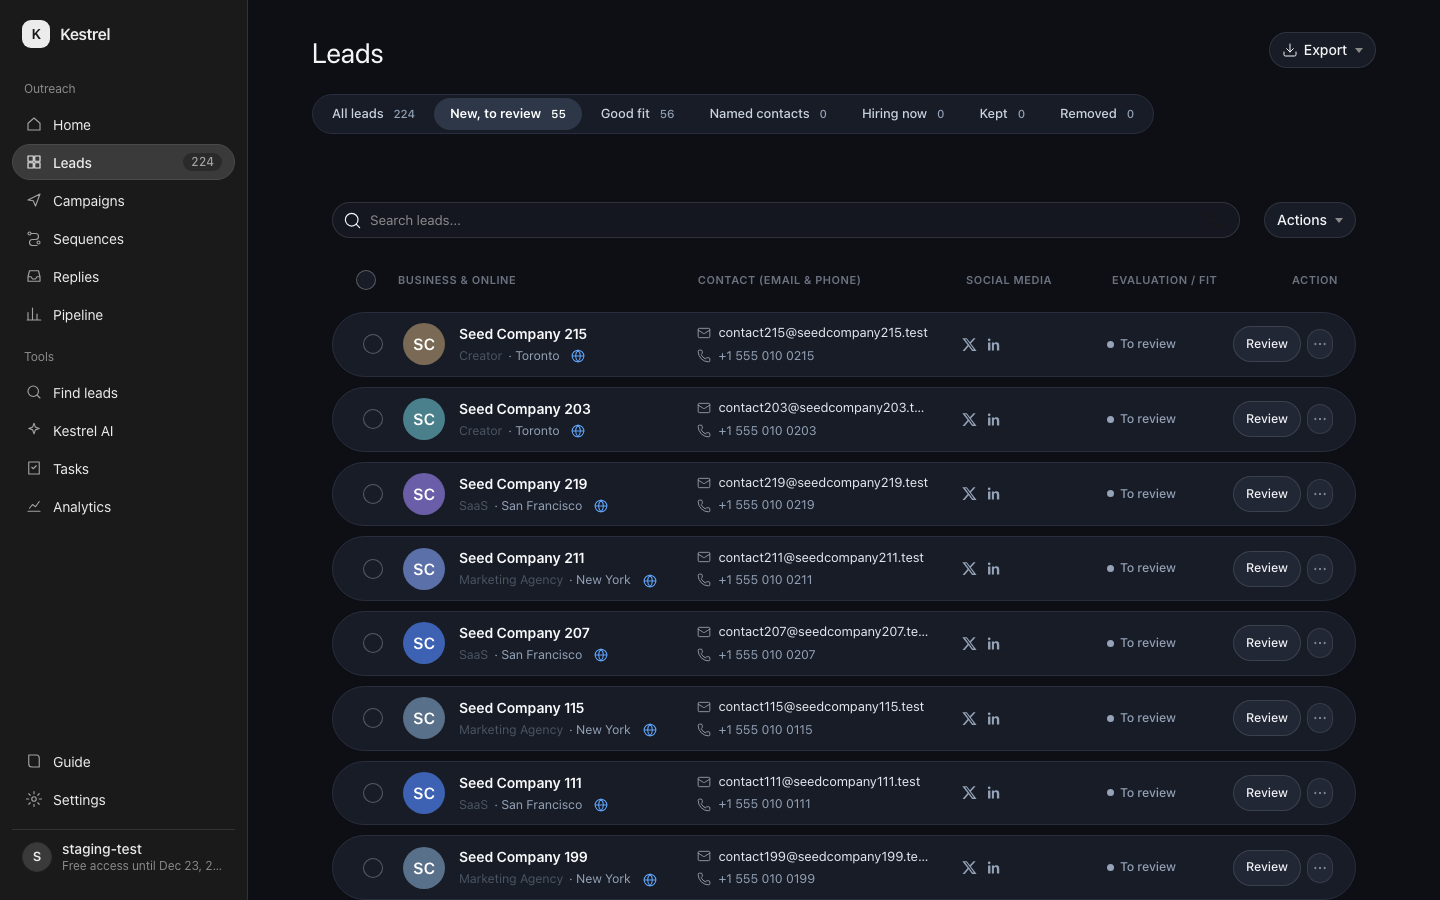 K Kestrel
Outreach
Home
Leads 224
Campaigns
Sequences
Replies
Pipeline
Tools
Find leads
Kestrel AI
Tasks
Analytics
Guide
Settings
S staging-test
Free access until Dec 23, 2...
Leads
Export
All leads 224 New, to review 55 Good fit 56 Named contacts 0 Hiring now 0 Kept 0 Removed 0
Search leads...
Actions
BUSINESS & ONLINE CONTACT (EMAIL & PHONE) SOCIAL MEDIA EVALUATION / FIT ACTION
SC Seed Company 215 contact215@seedcompany215.test
Creator · Toronto +1 555 010 0215 X in To review Review ...
SC Seed Company 203 contact203@seedcompany203.t...
Creator · Toronto +1 555 010 0203 X in To review Review ...
SC Seed Company 219 contact219@seedcompany219.test
SaaS · San Francisco +1 555 010 0219 X in To review Review ...
SC Seed Company 211 contact211@seedcompany211.test
Marketing Agency · New York +1 555 010 0211 X in To review Review ...
SC Seed Company 207 contact207@seedcompany207.te...
SaaS · San Francisco +1 555 010 0207 X in To review Review ...
SC Seed Company 115 contact115@seedcompany115.test
Marketing Agency · New York +1 555 010 0115 X in To review Review ...
SC Seed Company 111 contact111@seedcompany111.test
SaaS · San Francisco +1 555 010 0111 X in To review Review ...
SC Seed Company 199 contact199@seedcompany199.te...
Marketing Agency · New York +1 555 010 0199 X in To review Review ...